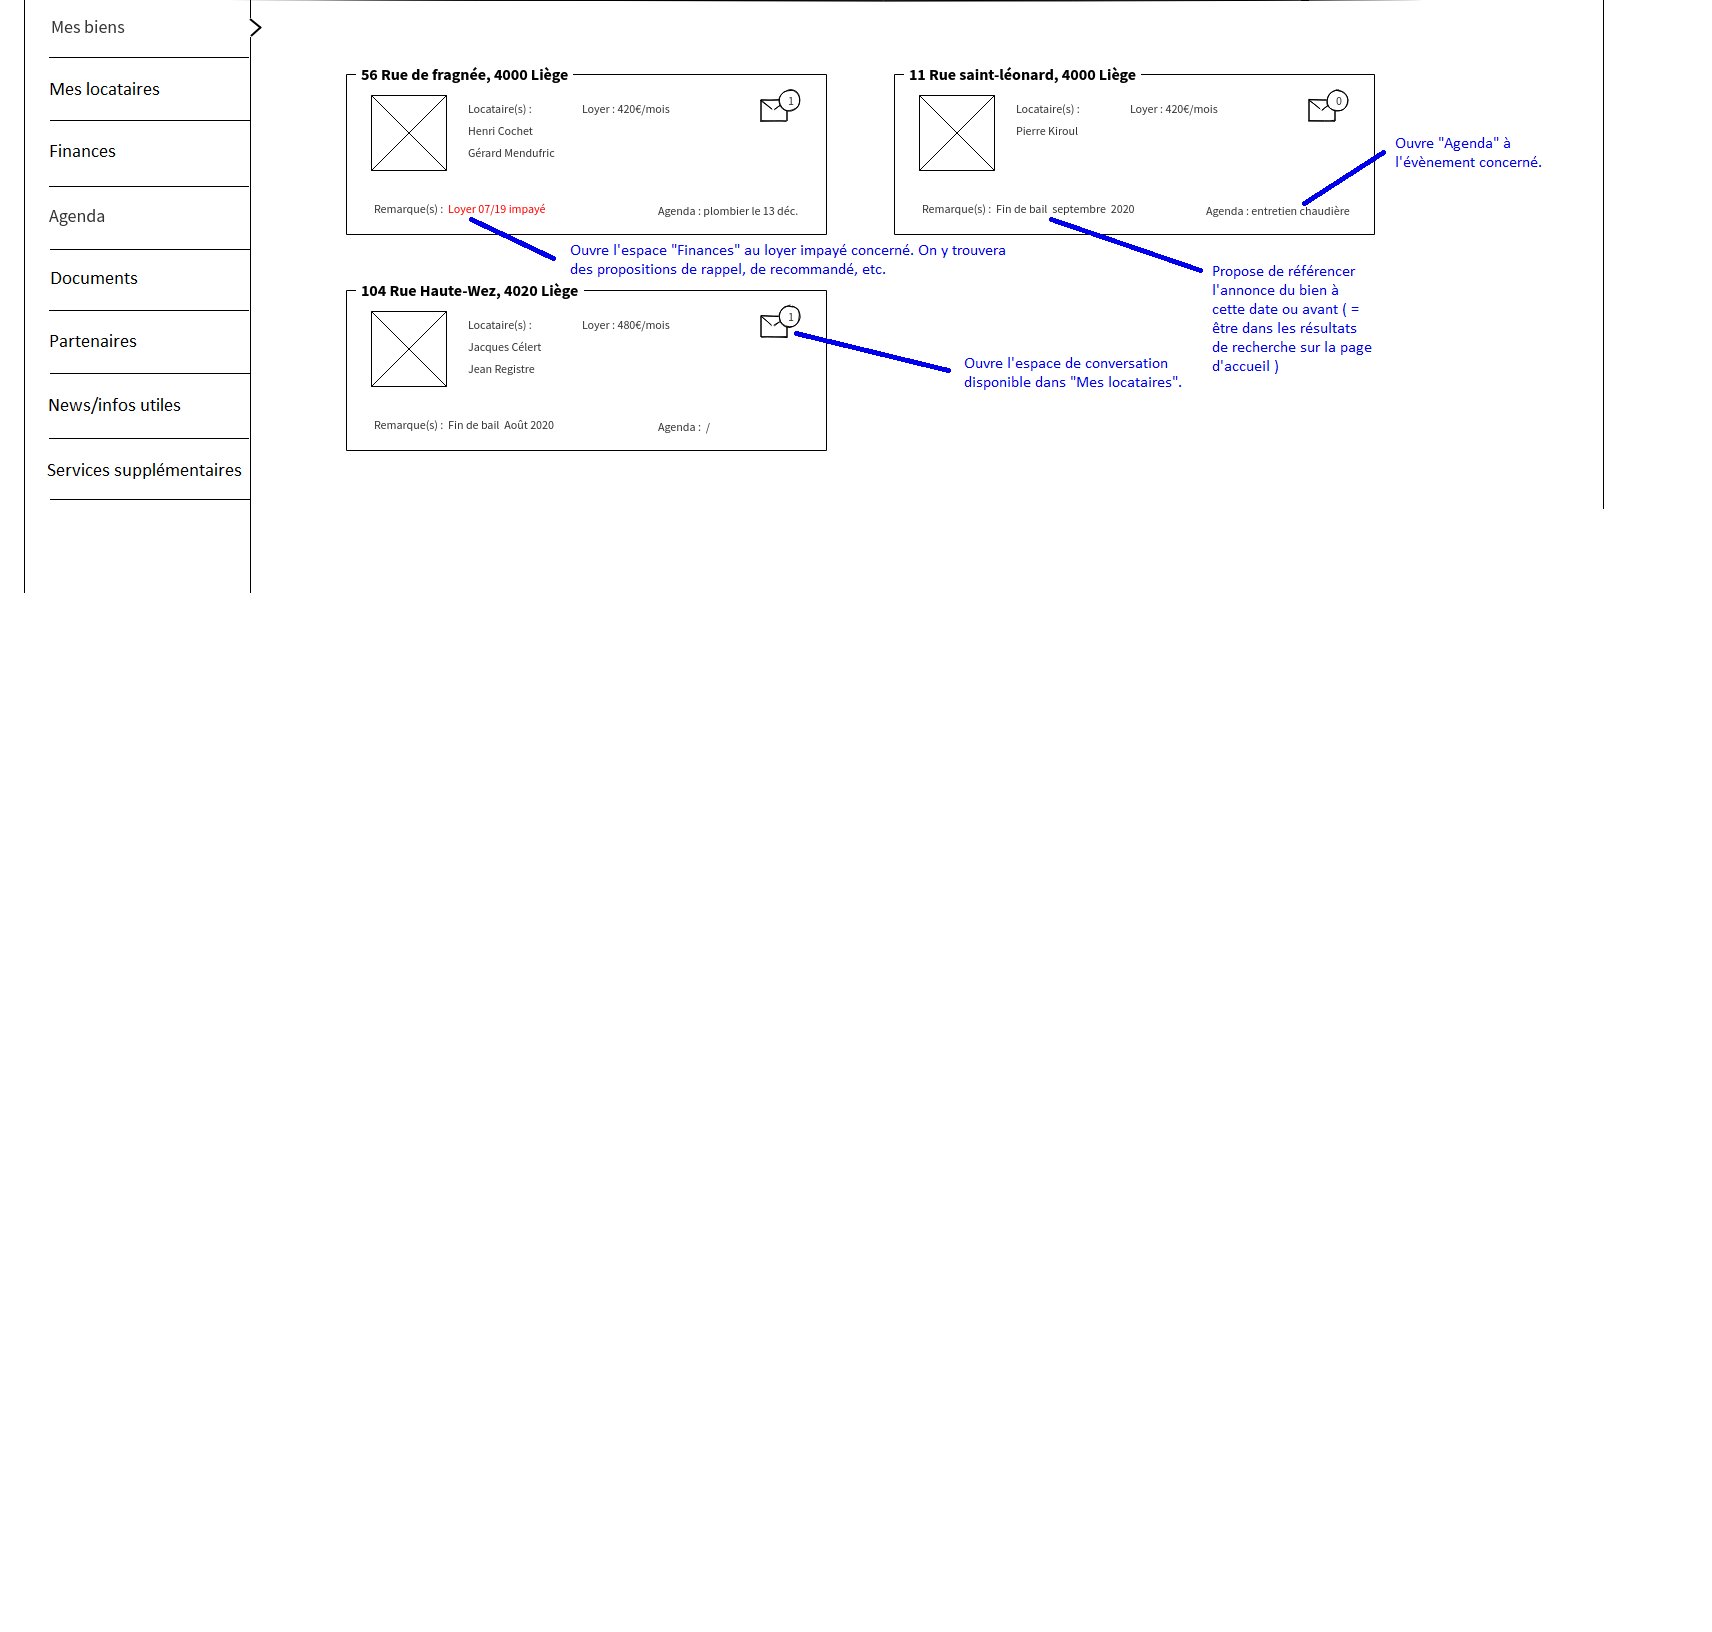 Mes biens
Mes locataires
Finances
Agenda
Documents
Partenaires
News/infos utiles
Services supplémentaires
56 Rue de fragnée, 4000 Liège
Locataire(s) :
Loyer : 420€/mois
1
Henri Cochet
Gérard Mendufric
Remarque(s) : Loyer 07/19 impayé
Agenda : plombier le 13 déc.
Ouvre l'espace "Finances" au loyer impayé concerné. On y trouvera
des propositions de rappel, de recommandé, etc.
11 Rue saint-léonard, 4000 Liège
Locataire(s) :
Loyer : 420€/mois
0
Pierre Kiroul
Remarque(s) : Fin de bail septembre 2020
Agenda : entretien chaudière
Ouvre "Agenda" à
l'évènement concerné.
Propose de référencer
l'annonce du bien à
cette date ou avant ( =
être dans les résultats
de recherche sur la page
d'accueil )
104 Rue Haute-Wez, 4020 Liège
Locataire(s) :
Loyer : 480€/mois
1
Jacques Célert
Jean Registre
Remarque(s) : Fin de bail Août 2020
Agenda : /
Ouvre l'espace de conversation
disponible dans "Mes locataires".